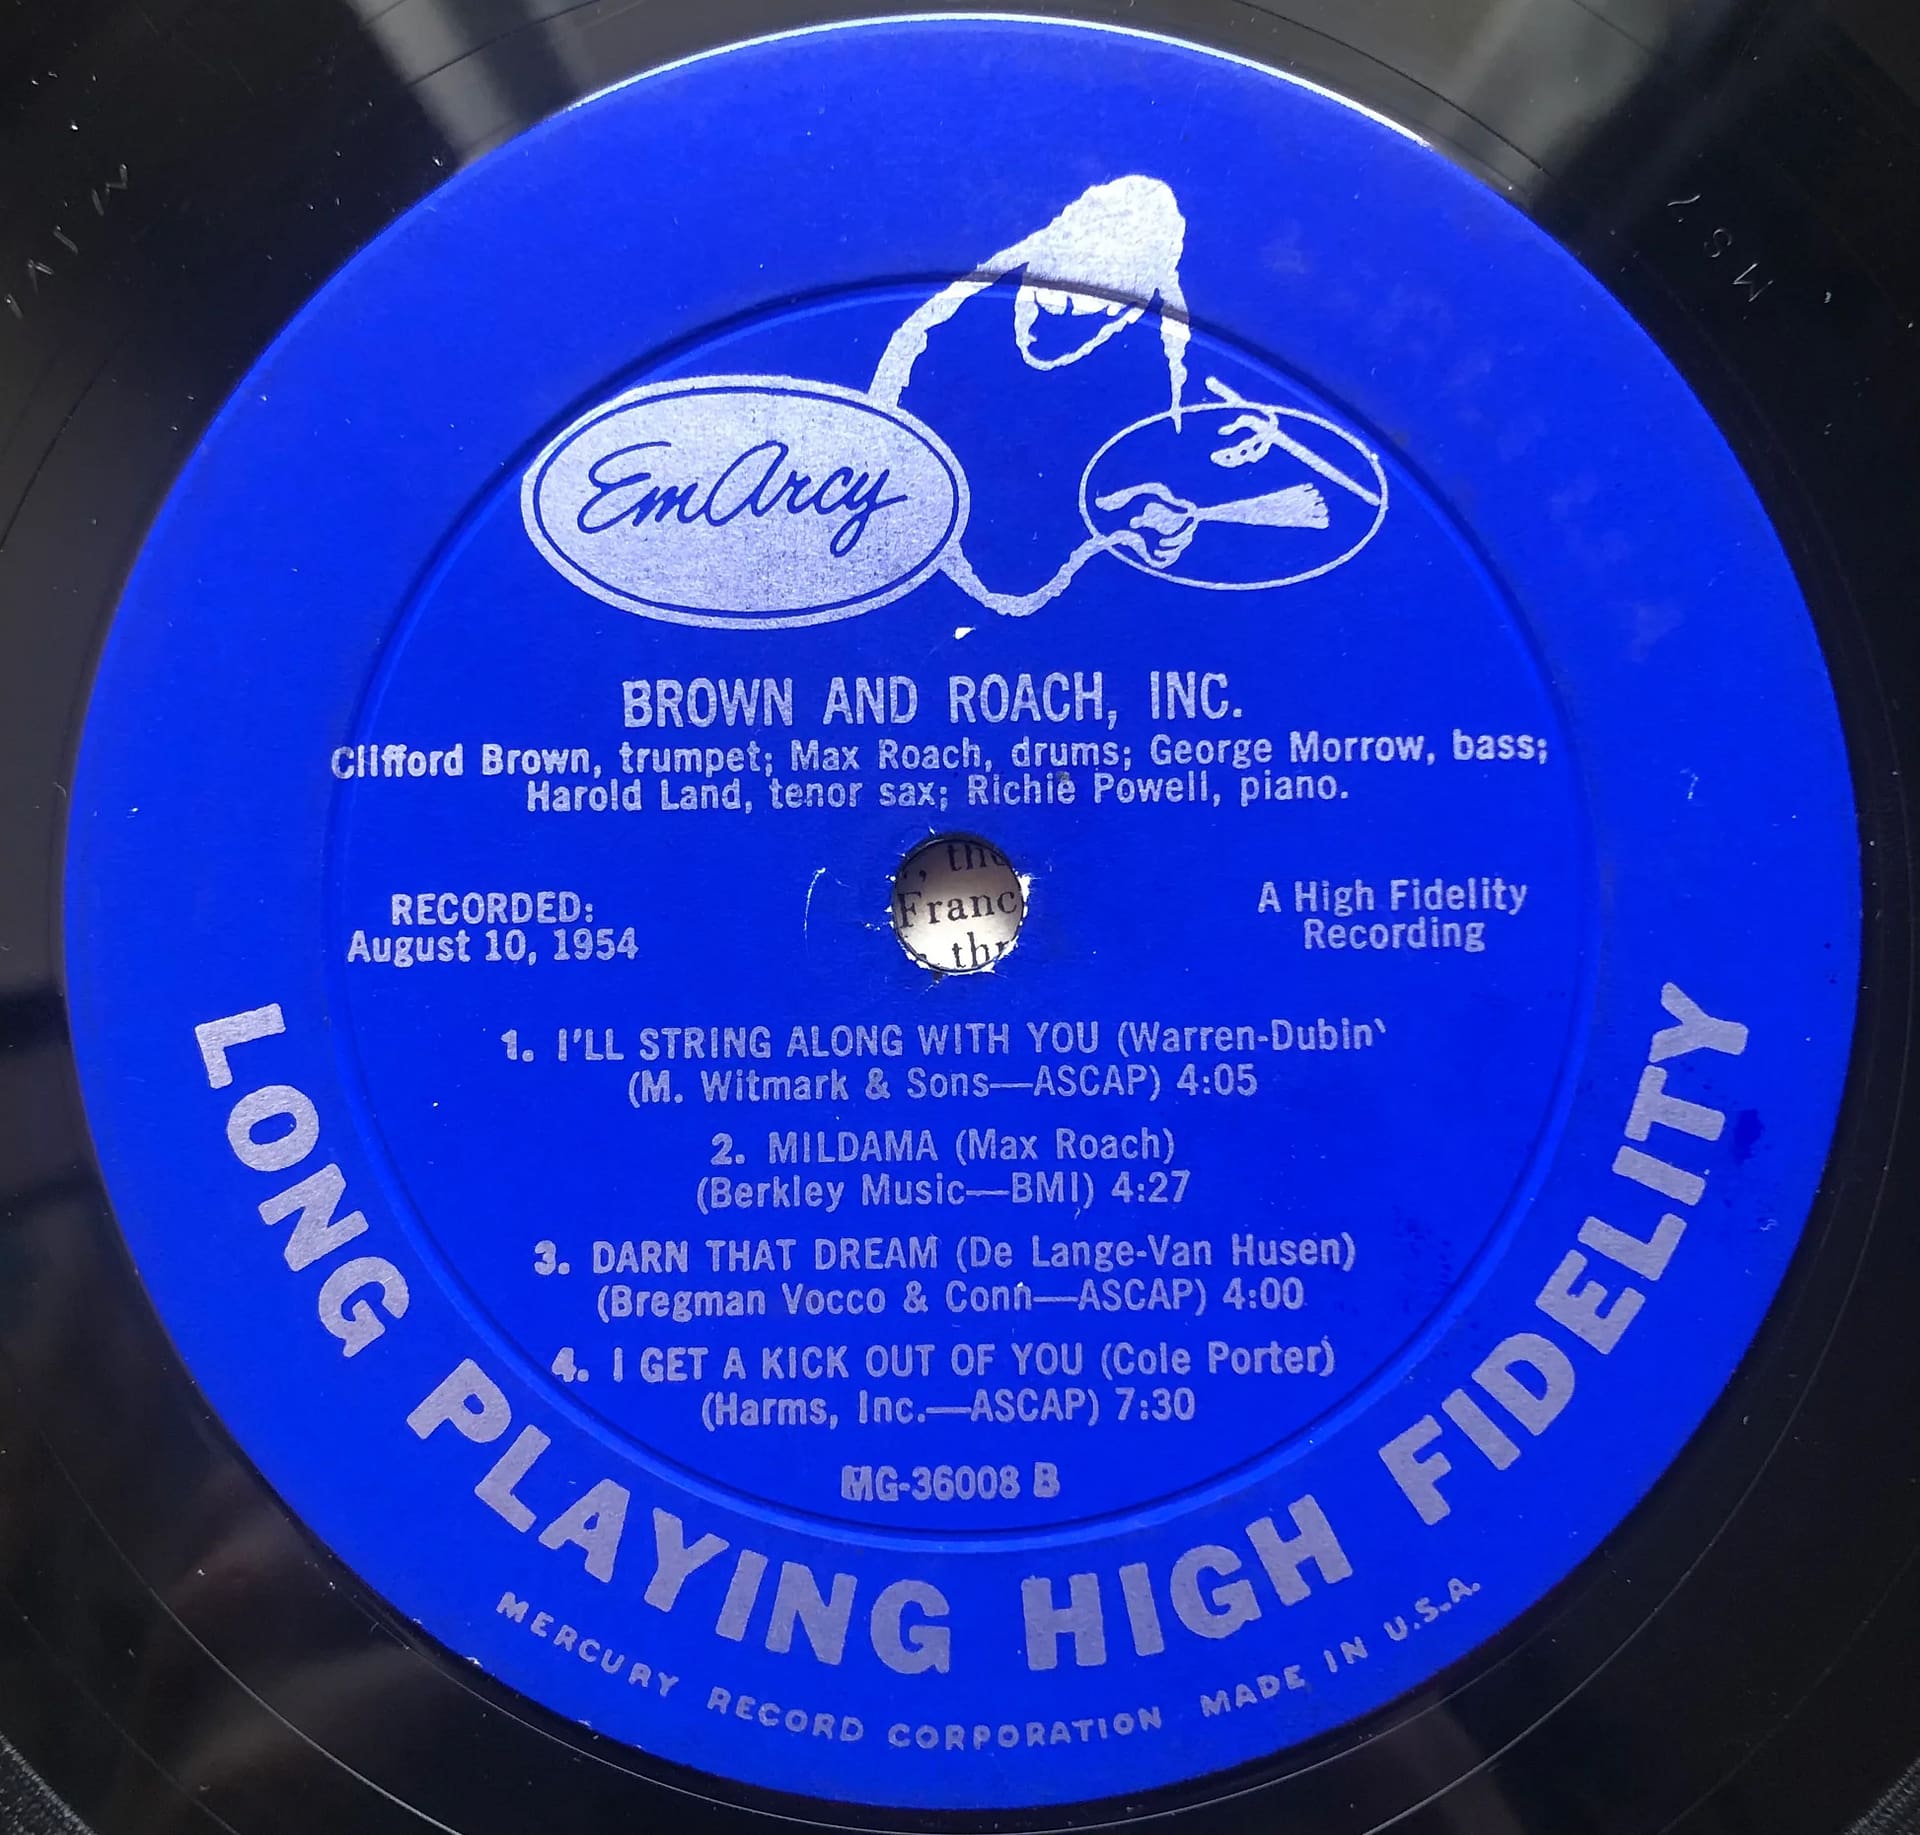 EmArcy
BROWN AND ROACH, INC.
Clifford Brown, trumpet; Max Roach, drums; George Morrow, bass;
Harold Land, tenor sax; Richie Powell, piano.
RECORDED:
August 10, 1954
A High Fidelity
Recording
Franc
1. I'LL STRING ALONG WITH YOU (Warren-Dubin)
(M. Witmark & Sons—ASCAP) 4:05
2. MILDAMA (Max Roach)
(Berkley Music—BMI) 4:27
3. DARN THAT DREAM (De Lange-Van Husen)
(Bregman Vocco & Conn—ASCAP) 4:00
4. I GET A KICK OUT OF YOU (Cole Porter)
(Harms, Inc.—ASCAP) 7:30
MG-36008 B
LONG PLAYING HIGH FIDELITY
MERCURY RECORD CORPORATION MADE IN U.S.A.